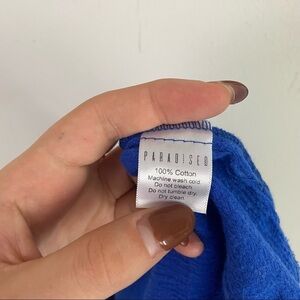 PARADISED
100% Cotton
Machine wash cold
Do not bleach
Do not tumble dry
Dry clean